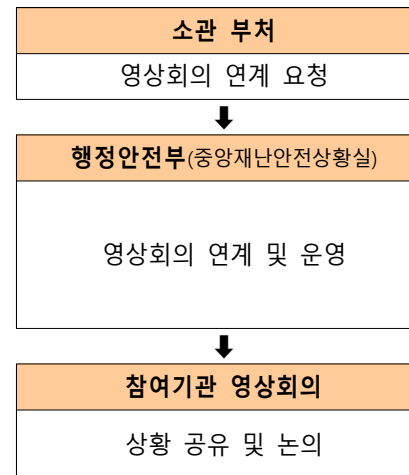 소관 부처
영상회의 연계 요청
행정안전부(중앙재난안전상황실)
영상회의 연계 및 운영
참여기관 영상회의
상황 공유 및 논의